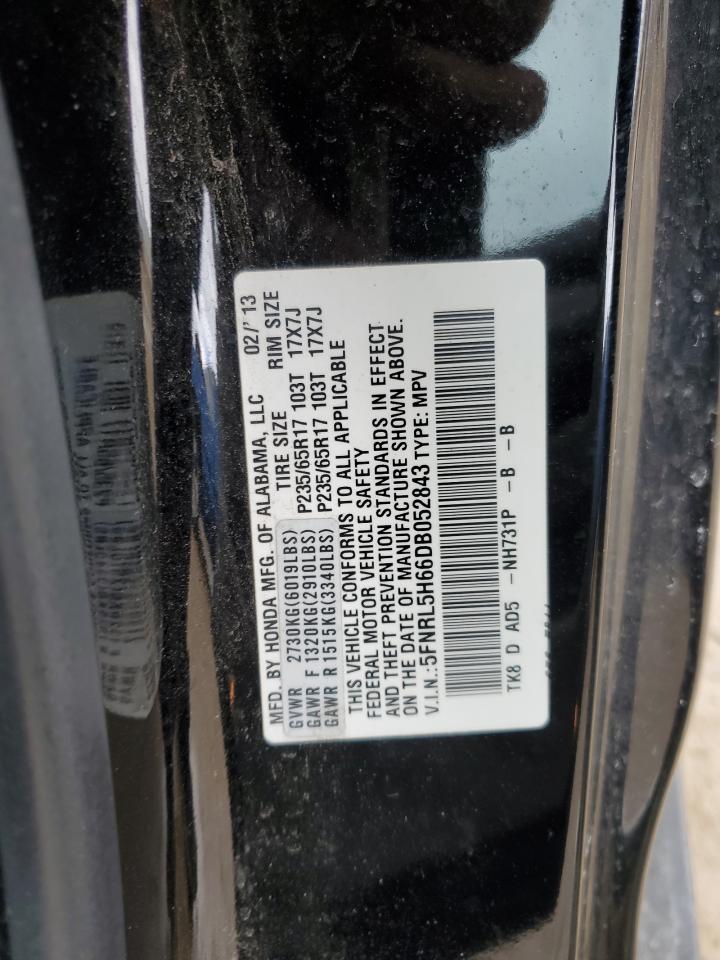 MFD. BY HONDA MFG. OF ALABAMA, LLC 02/'13
TIRE SIZE RIM SIZE
GVWR 2730KG(6019LBS)
GAWR F 1320KG(2910LBS) P235/65R17 103T 17X7J
GAWR R 1515KG(3340LBS) P235/65R17 103T 17X7J
THIS VEHICLE CONFORMS TO ALL APPLICABLE
FEDERAL MOTOR VEHICLE SAFETY
AND THEFT PREVENTION STANDARDS IN EFFECT
ON THE DATE OF MANUFACTURE SHOWN ABOVE.
V.I.N.:5FNRL5H66DB052843 TYPE: MPV
TK8 D AD5 -NH731P -B -B